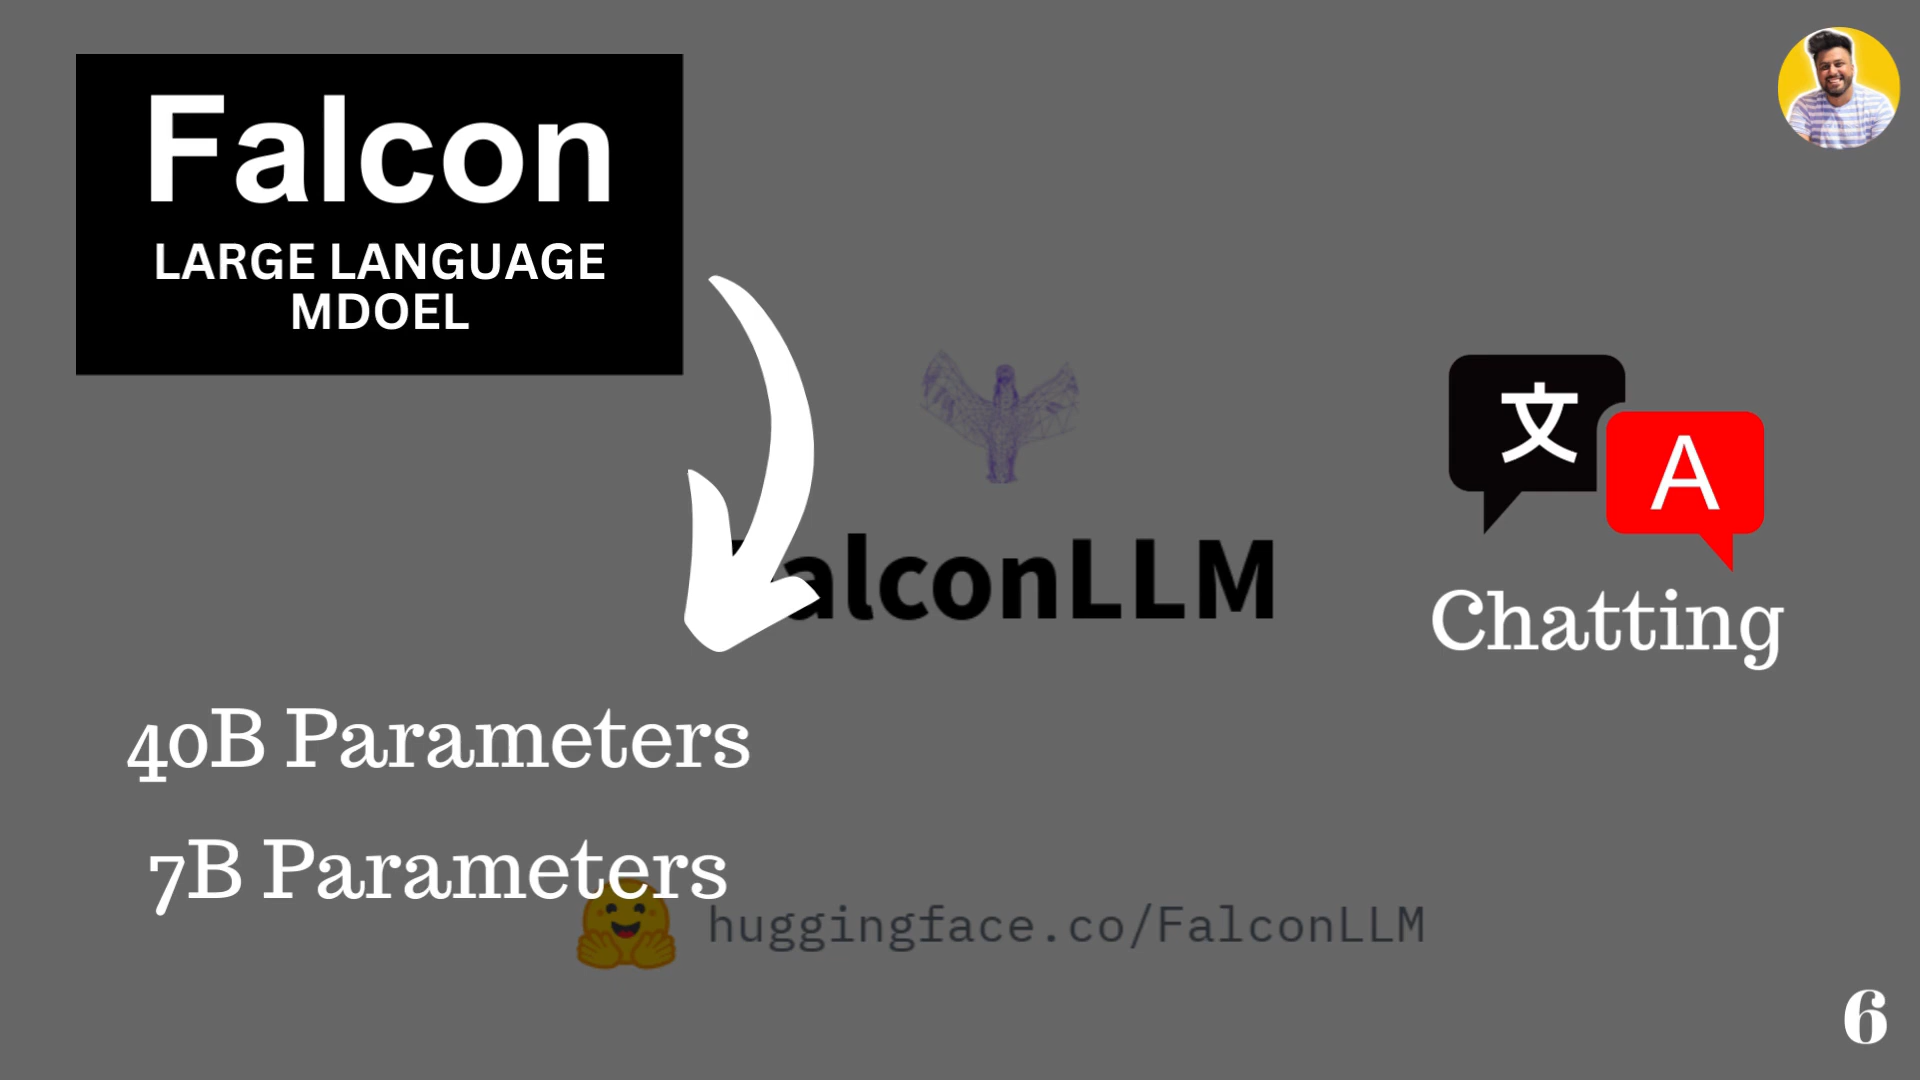 Falcon
LARGE LANGUAGE
MDOEL
文
A
alconLLM
Chatting
40B Parameters
7B Parameters
huggingface.co/FalconLLM
6